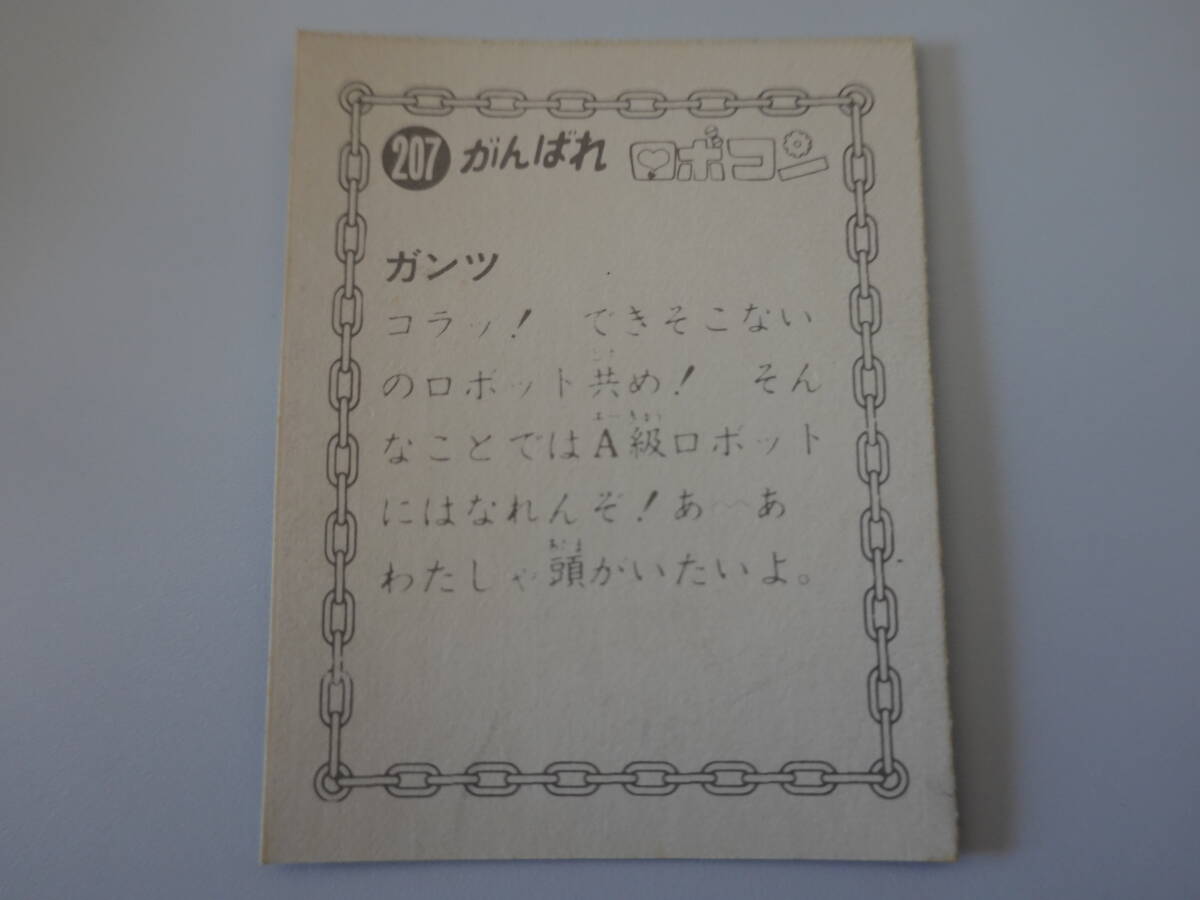 207 がんばれ ロボコン
ガンツ
コラッ! できそこない
のロボット共め! そん
なことではA級ロボット
にはなれんぞ!あ〜〜あ
わたしゃ頭がいたいよ。